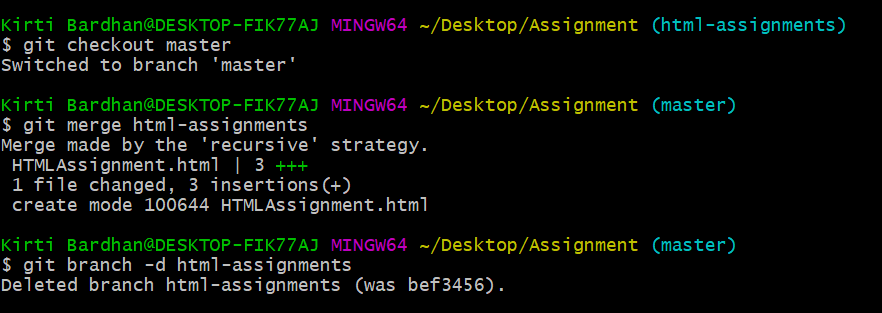 Kirti Bardhan@DESKTOP-FIK77AJ MINGW64 ~/Desktop/Assignment (html-assignments)
$ git checkout master
Switched to branch 'master'
Kirti Bardhan@DESKTOP-FIK77AJ MINGW64 ~/Desktop/Assignment (master)
$ git merge html-assignments
Merge made by the 'recursive' strategy.
 HTMLAssignment.html | 3 +++
 1 file changed, 3 insertions(+)
 create mode 100644 HTMLAssignment.html
Kirti Bardhan@DESKTOP-FIK77AJ MINGW64 ~/Desktop/Assignment (master)
$ git branch -d html-assignments
Deleted branch html-assignments (was bef3456).